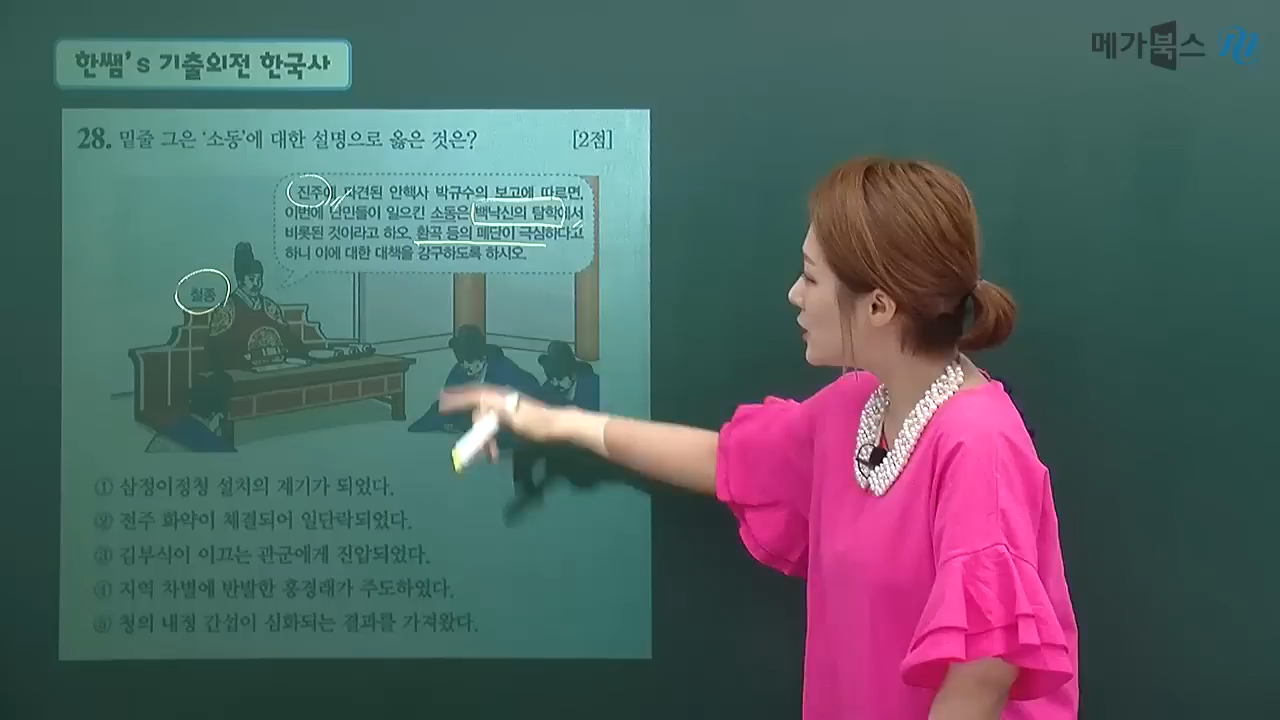 한쌤's 기출외전 한국사
메가북스
28. 밑줄 그은 '소동'에 대한 설명으로 옳은 것은? [2점]
진주에 파견된 안핵사 박규수의 보고에 따르면,
이번에 난민들이 일으킨 소동은 백낙신의 탐학에서
비롯된 것이라고 하오. 환곡 등의 폐단이 극심하다고
하니 이에 대한 대책을 강구하도록 하시오.
철종
① 삼정이정청 설치의 계기가 되었다.
② 전주 화약이 체결되어 일단락되었다.
③ 김부식이 이끄는 관군에게 진압되었다.
④ 지역 차별에 반발한 홍경래가 주도하였다.
⑤ 청의 내정 간섭이 심화되는 결과를 가져왔다.